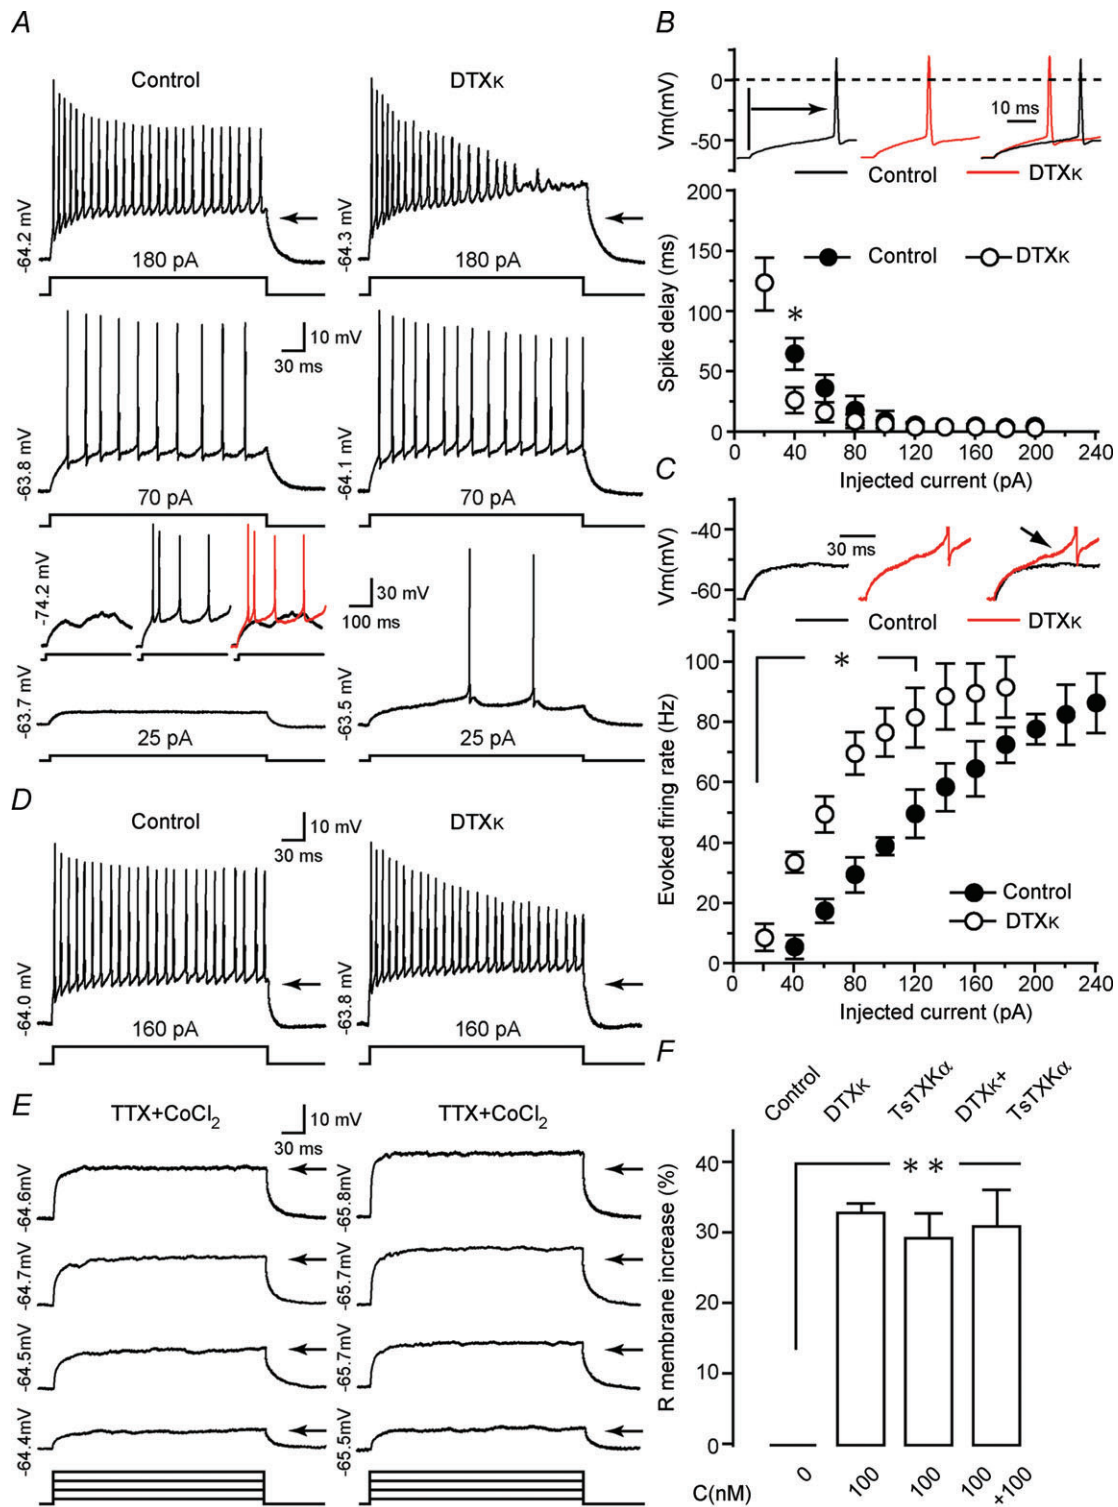 A
Control
DTXK
-64.2 mV
180 pA
-64.3 mV
180 pA
10 mV
30 ms
-63.8 mV
70 pA
-64.1 mV
70 pA
-74.2 mV
30 mV
100 ms
-63.7 mV
25 pA
-63.5 mV
25 pA
B
Vm(mV)
0
-50
10 ms
Control
DTXK
Spike delay (ms)
200
150
100
50
0
Control
DTXK
*
0 40 80 120 160 200 240
Injected current (pA)
C
Vm(mV)
-40
-60
30 ms
Control
DTXK
Evoked firing rate (Hz)
100
80
60
40
20
0
*
Control
DTXK
0 40 80 120 160 200 240
Injected current (pA)
D
Control
DTXK
10 mV
30 ms
-64.0 mV
160 pA
-63.8 mV
160 pA
E
TTX+CoCl2
TTX+CoCl2
10 mV
30 ms
-64.6mV
-65.8mV
-64.7mV
-65.7mV
-64.5mV
-65.7mV
-64.4mV
-65.5mV
F
Control
DTXK
TsTXKα
DTXK+
TsTXKα
R membrane increase (%)
40
30
20
10
0
**
C(nM)
0
100
100
100
+100